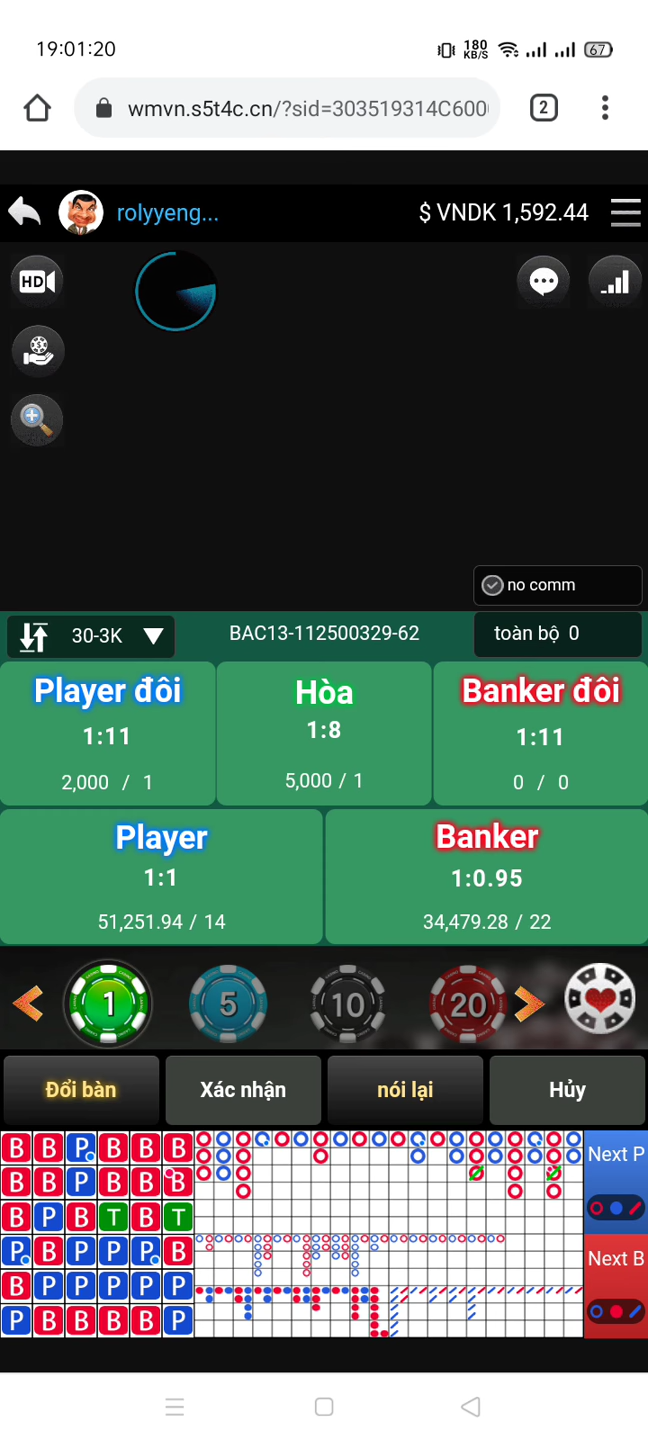 19:01:20
180 KB/S
67
wmvn.s5t4c.cn/?sid=303519314C600
2
rolyyeng...
$ VNDK 1,592.44
HD
no comm
30-3K
BAC13-112500329-62
toàn bộ 0
Player đôi
Hòa
Banker đôi
1:11
1:8
1:11
2,000 / 1
5,000 / 1
0 / 0
Player
Banker
1:1
1:0.95
51,251.94 / 14
34,479.28 / 22
1
5
10
20
Đổi bàn
Xác nhận
nói lại
Hủy
B B P B B B
Next P
B B P B B B
B P B T B T
P B P P P B
Next B
B P P P P P
P B B B B P